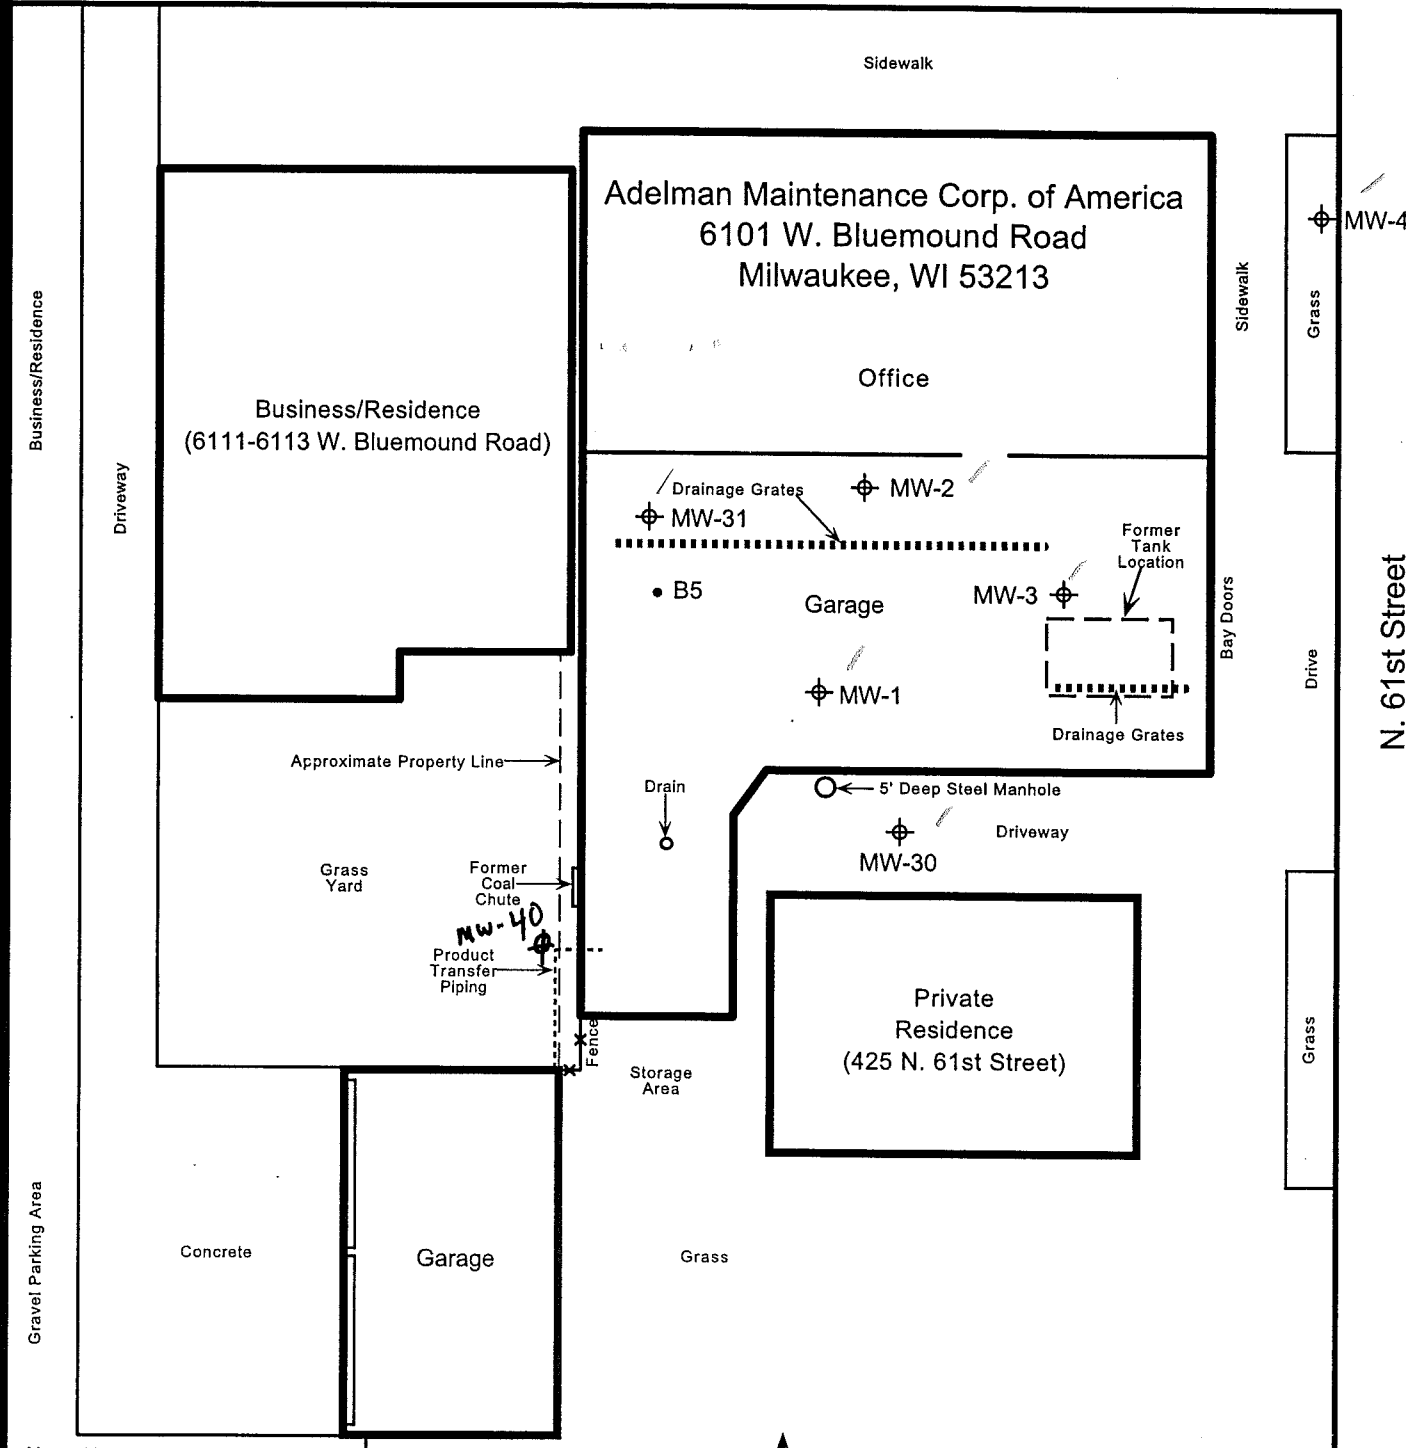 Sidewalk
Adelman Maintenance Corp. of America
6101 W. Bluemound Road
Milwaukee, WI 53213
MW-4
Sidewalk
Grass
Business/Residence
Office
Business/Residence
(6111-6113 W. Bluemound Road)
Driveway
Drainage Grates
MW-2
MW-31
Former
Tank
Location
B5
Garage
MW-3
Bay Doors
Drive
N. 61st Street
MW-1
Drainage Grates
Approximate Property Line
Drain
5' Deep Steel Manhole
Driveway
MW-30
Grass
Yard
Former
Coal
Chute
MW-40
Product
Transfer
Piping
Private
Residence
(425 N. 61st Street)
Fence
Storage
Area
Grass
Gravel Parking Area
Concrete
Garage
Grass